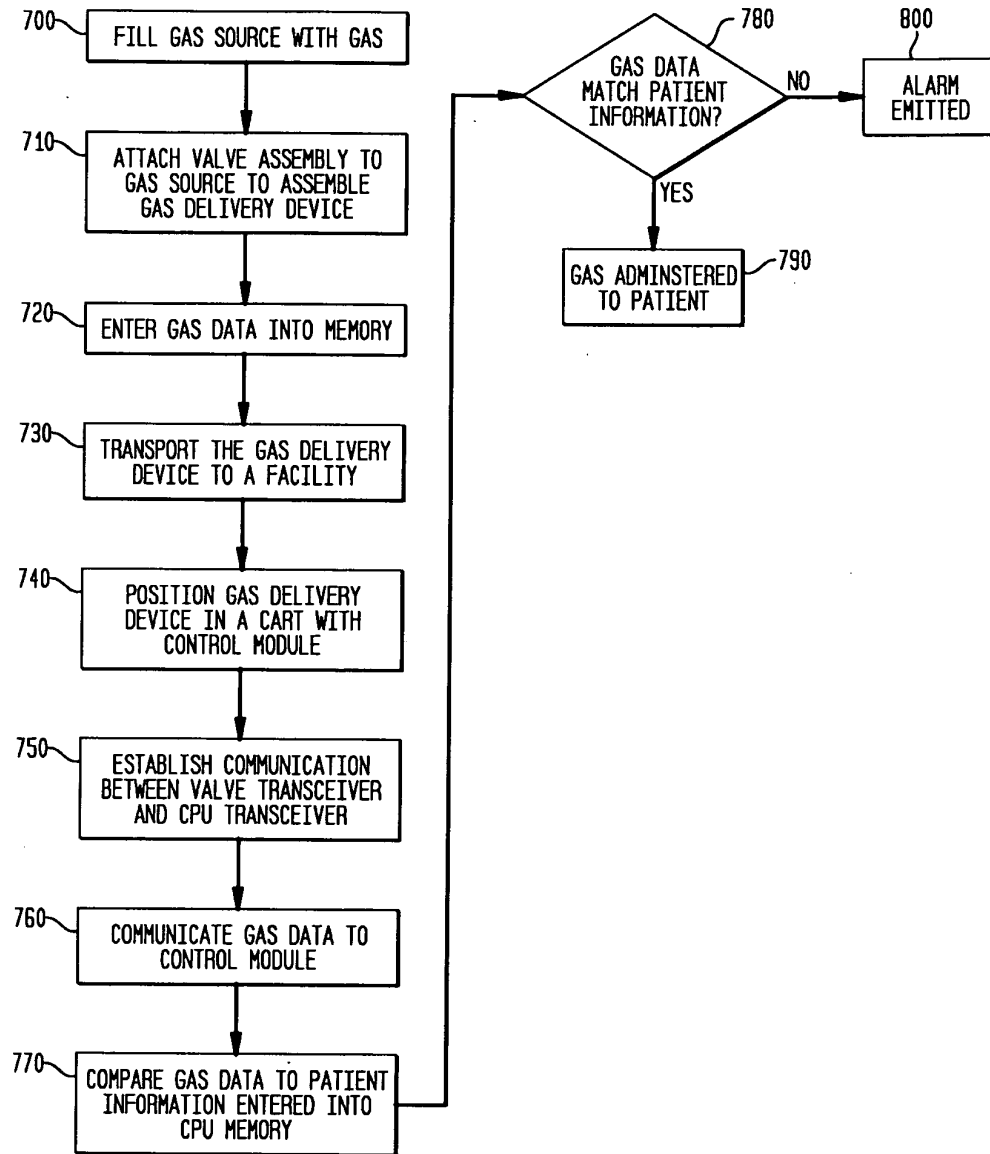 700
FILL GAS SOURCE WITH GAS
710
ATTACH VALVE ASSEMBLY TO
GAS SOURCE TO ASSEMBLE
GAS DELIVERY DEVICE
720
ENTER GAS DATA INTO MEMORY
730
TRANSPORT THE GAS DELIVERY
DEVICE TO A FACILITY
740
POSITION GAS DELIVERY
DEVICE IN A CART WITH
CONTROL MODULE
750
ESTABLISH COMMUNICATION
BETWEEN VALVE TRANSCEIVER
AND CPU TRANSCEIVER
760
COMMUNICATE GAS DATA TO
CONTROL MODULE
770
COMPARE GAS DATA TO PATIENT
INFORMATION ENTERED INTO
CPU MEMORY
780
GAS DATA
MATCH PATIENT
INFORMATION?
NO
800
ALARM
EMITTED
YES
GAS ADMINSTERED
TO PATIENT
790